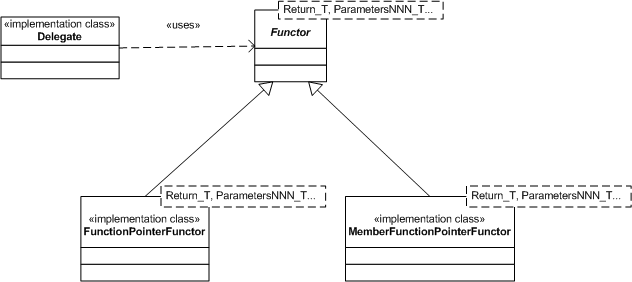 Return_T, ParametersNNN_T...
«implementation class»
Delegate
«uses»
Functor
Return_T, ParametersNNN_T...
Return_T, ParametersNNN_T...
«implementation class»
FunctionPointerFunctor
«implementation class»
MemberFunctionPointerFunctor